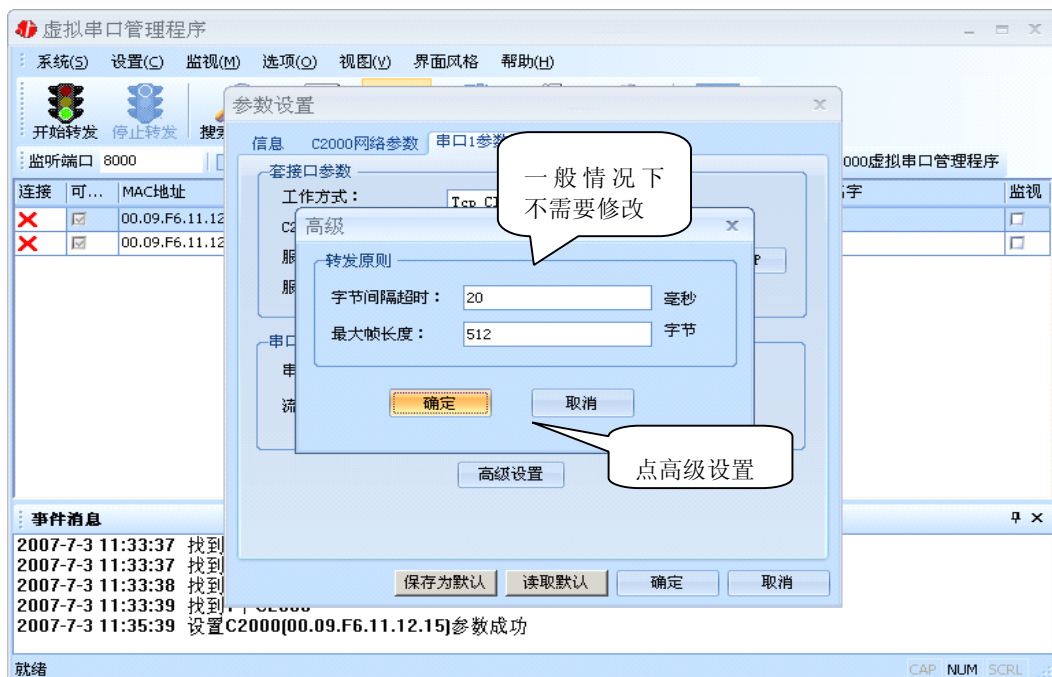 虚拟串口管理程序
系统(S) 设置(C) 监视(M) 选项(O) 视图(V) 界面风格 帮助(H)
开始转发 停止转发
监听端口 8000
000虚拟串口管理程序
连接 可... MAC地址
监视
00.09.F6.11.12
00.09.F6.11.12
参数设置
信息 C2000网络参数 串口1参数
套接口参数
工作方式：
一般情况下
不需要修改
高级
转发原则
字节间隔超时： 20 毫秒
最大帧长度： 512 字节
确定 取消
点高级设置
高级设置
保存为默认 读取默认 确定 取消
事件消息
2007-7-3 11:33:37 找到
2007-7-3 11:33:37 找到
2007-7-3 11:33:38 找到
2007-7-3 11:33:39 找到
2007-7-3 11:35:39 设置C2000(00.09.F6.11.12.15)参数成功
就绪
CAP NUM SCRL